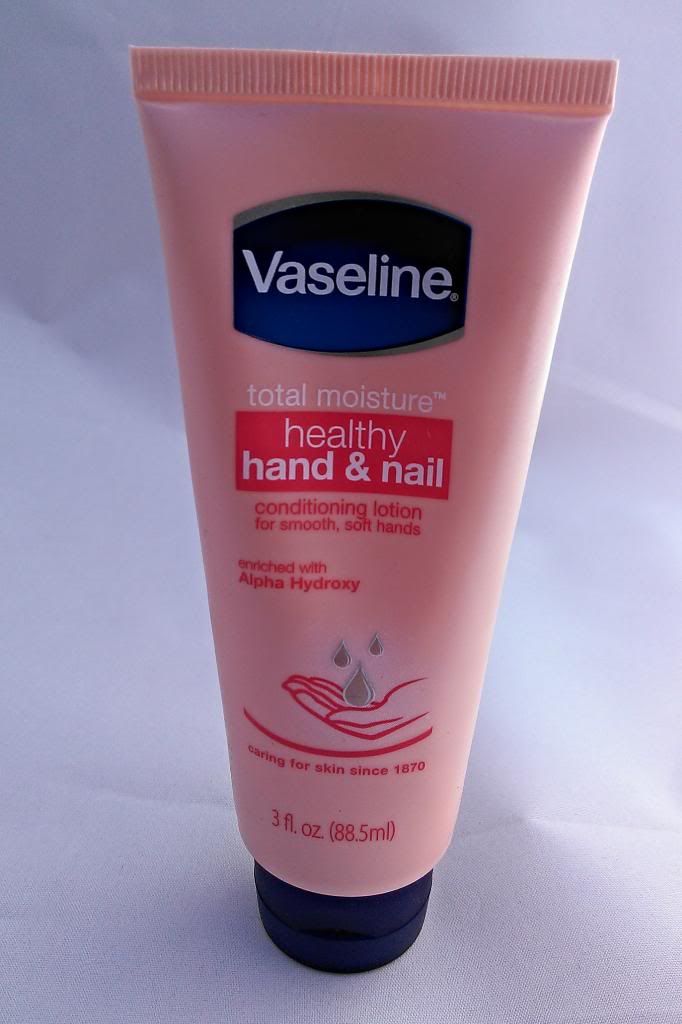 Vaseline®
total moisture™
healthy
hand & nail
conditioning lotion
for smooth, soft hands
enriched with
Alpha Hydroxy
caring for skin since 1870
3 fl. oz. (88.5ml)